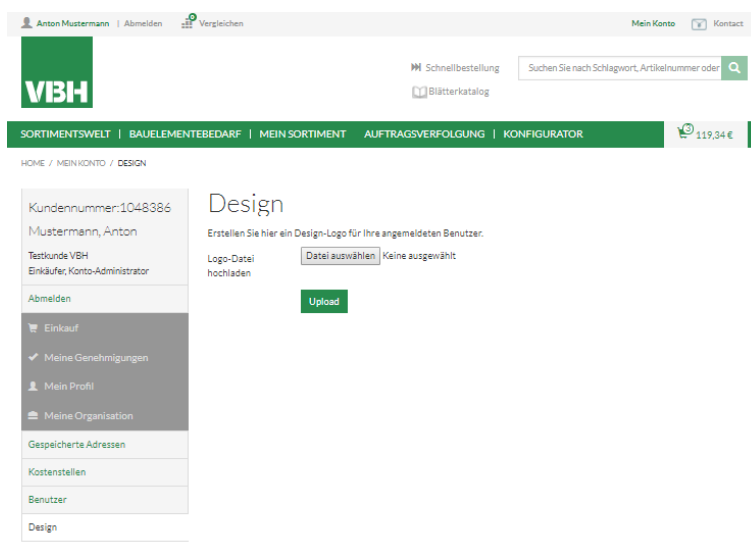 Anton Mustermann | Abmelden 0 Vergleichen Mein Konto Kontact
VBH
Schnellbestellung Suchen Sie nach Schlagwort, Artikelnummer oder
Blätterkatalog
SORTIMENTSWELT | BAUELEMENTEBEDARF | MEIN SORTIMENT AUFTRAGSVERFOLGUNG | KONFIGURATOR 3 119,34 €
HOME / MEIN KONTO / DESIGN
Kundennummer:1048386
Mustermann, Anton
Testkunde VBH
Einkäufer, Konto-Administrator
Abmelden
Einkauf
Meine Genehmigungen
Mein Profil
Meine Organisation
Gespeicherte Adressen
Kostenstellen
Benutzer
Design
Design
Erstellen Sie hier ein Design-Logo für Ihre angemeldeten Benutzer.
Logo-Datei
hochladen
Datei auswählen Keine ausgewählt
Upload